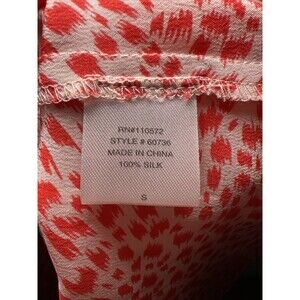 RN#110572
STYLE # 60736
MADE IN CHINA
100% SILK
S